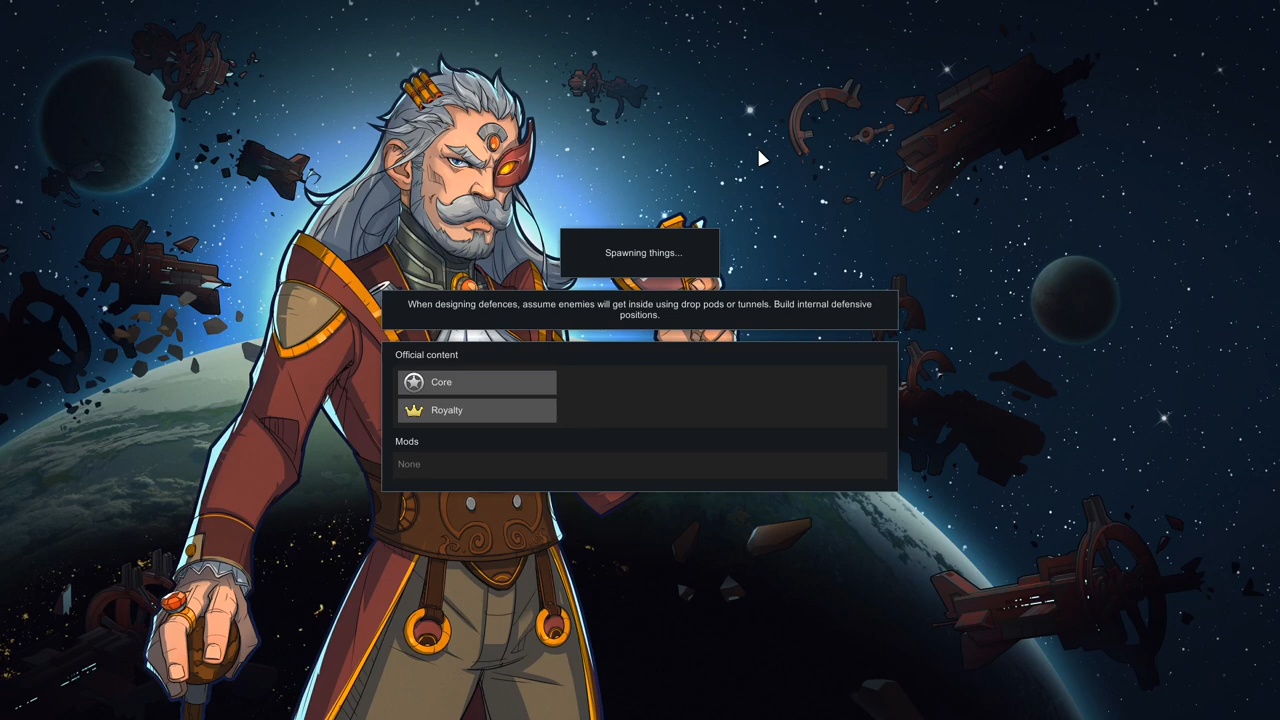 Spawning things...
When designing defences, assume enemies will get inside using drop pods or tunnels. Build internal defensive
positions.
Official content
Core
Royalty
Mods
None